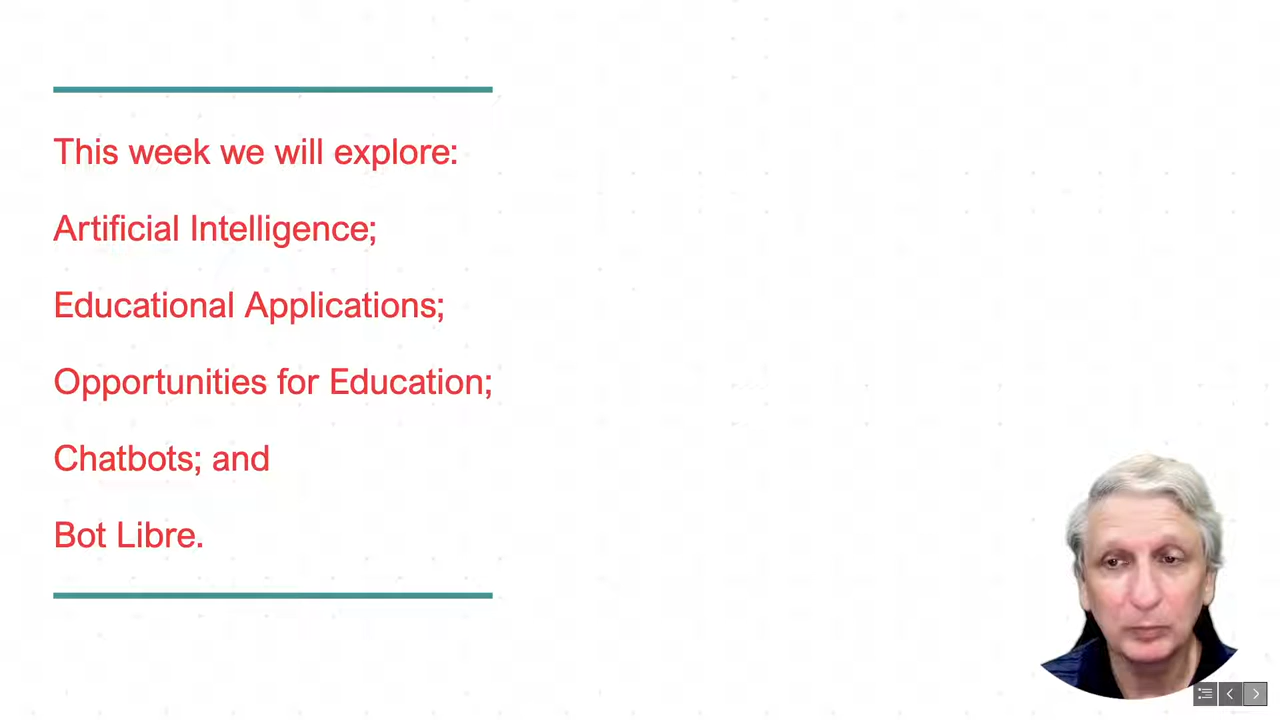 This week we will explore:
Artificial Intelligence;
Educational Applications;
Opportunities for Education;
Chatbots; and
Bot Libre.